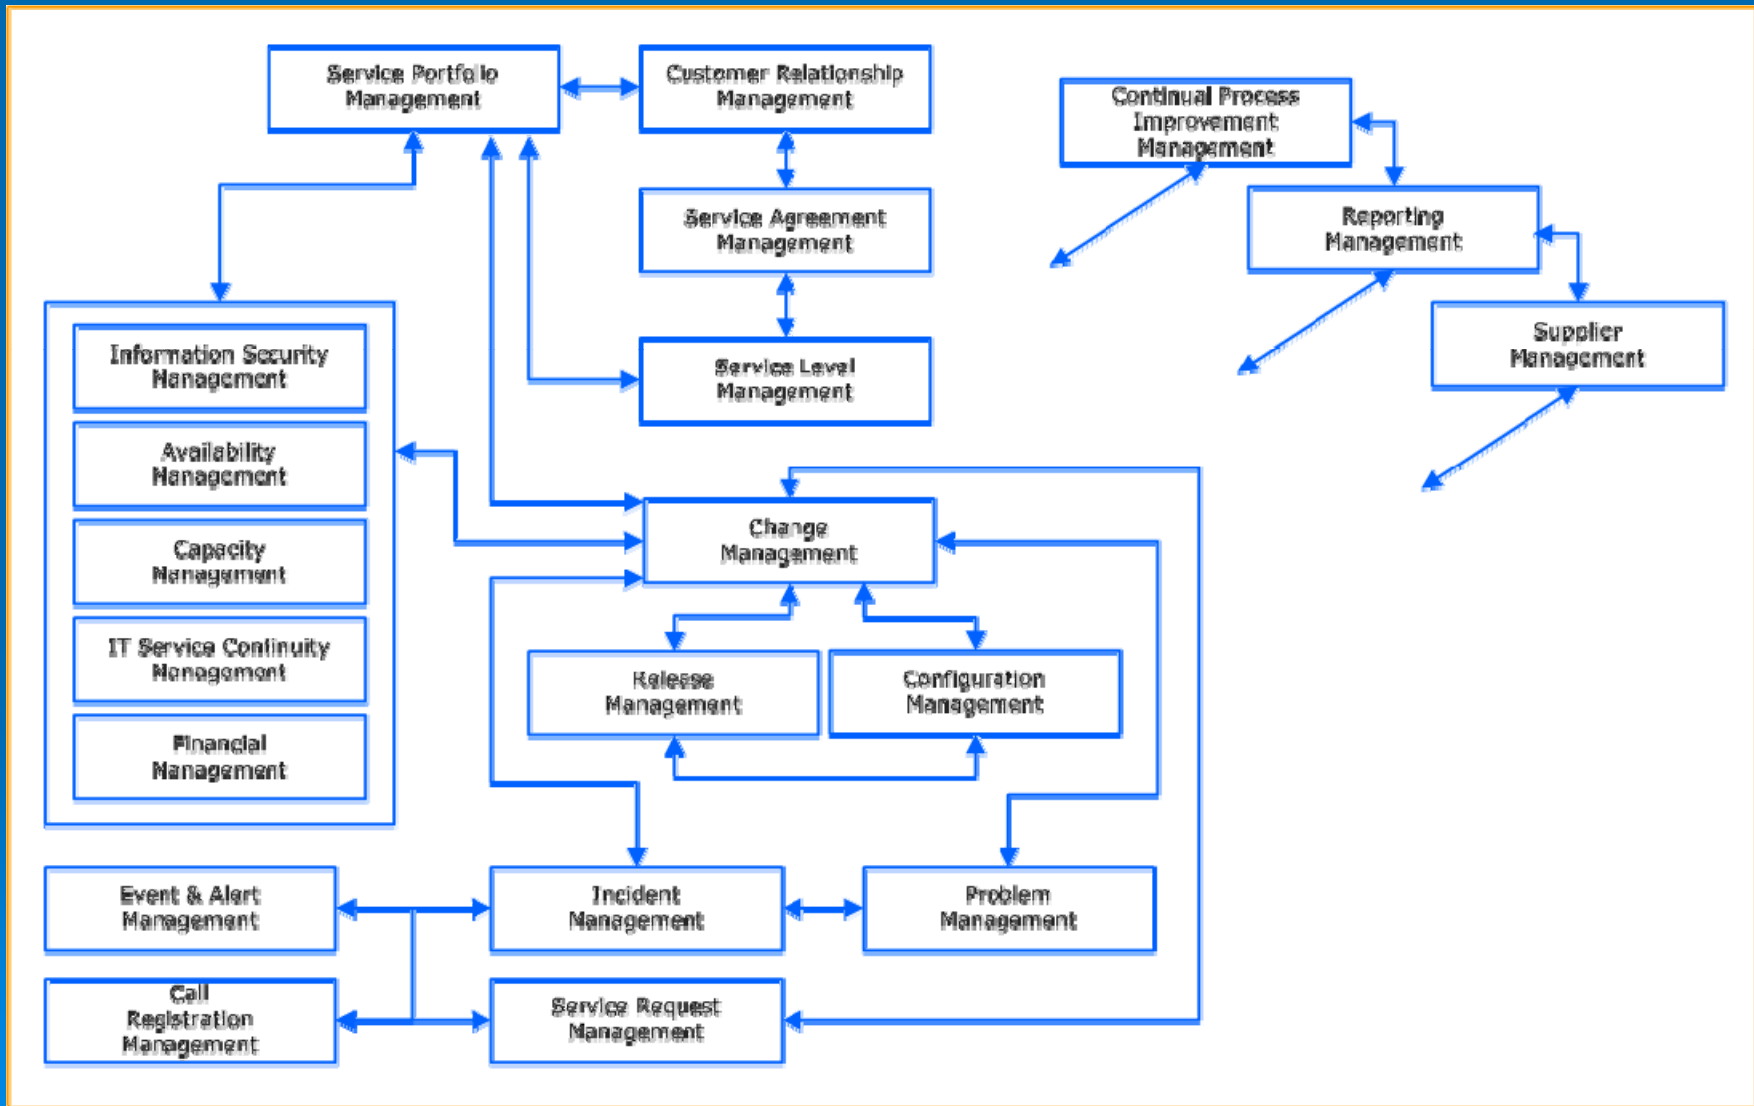 Service Portfolio
Management
Customer Relationship
Management
Continual Process
Improvement
Management
Service Agreement
Management
Reporting
Management
Supplier
Management
Service Level
Management
Information Security
Management
Availability
Management
Capacity
Management
IT Service Continuity
Management
Financial
Management
Change
Management
Release
Management
Configuration
Management
Event & Alert
Management
Incident
Management
Problem
Management
Call
Registration
Management
Service Request
Management